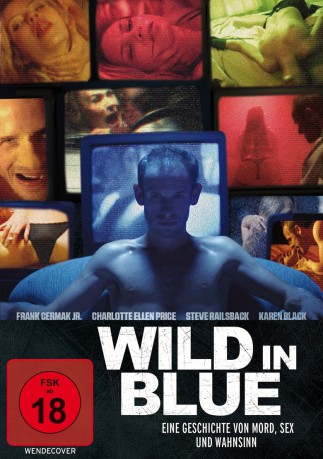 FRANK CERMAK JR. CHARLOTTE ELLEN PRICE STEVE RAILSBACK KAREN BLACK
WILD IN
BLUE
EINE GESCHICHTE VON MORD, SEX
UND WAHNSINN
FSK
ab
18
WENDECOVER